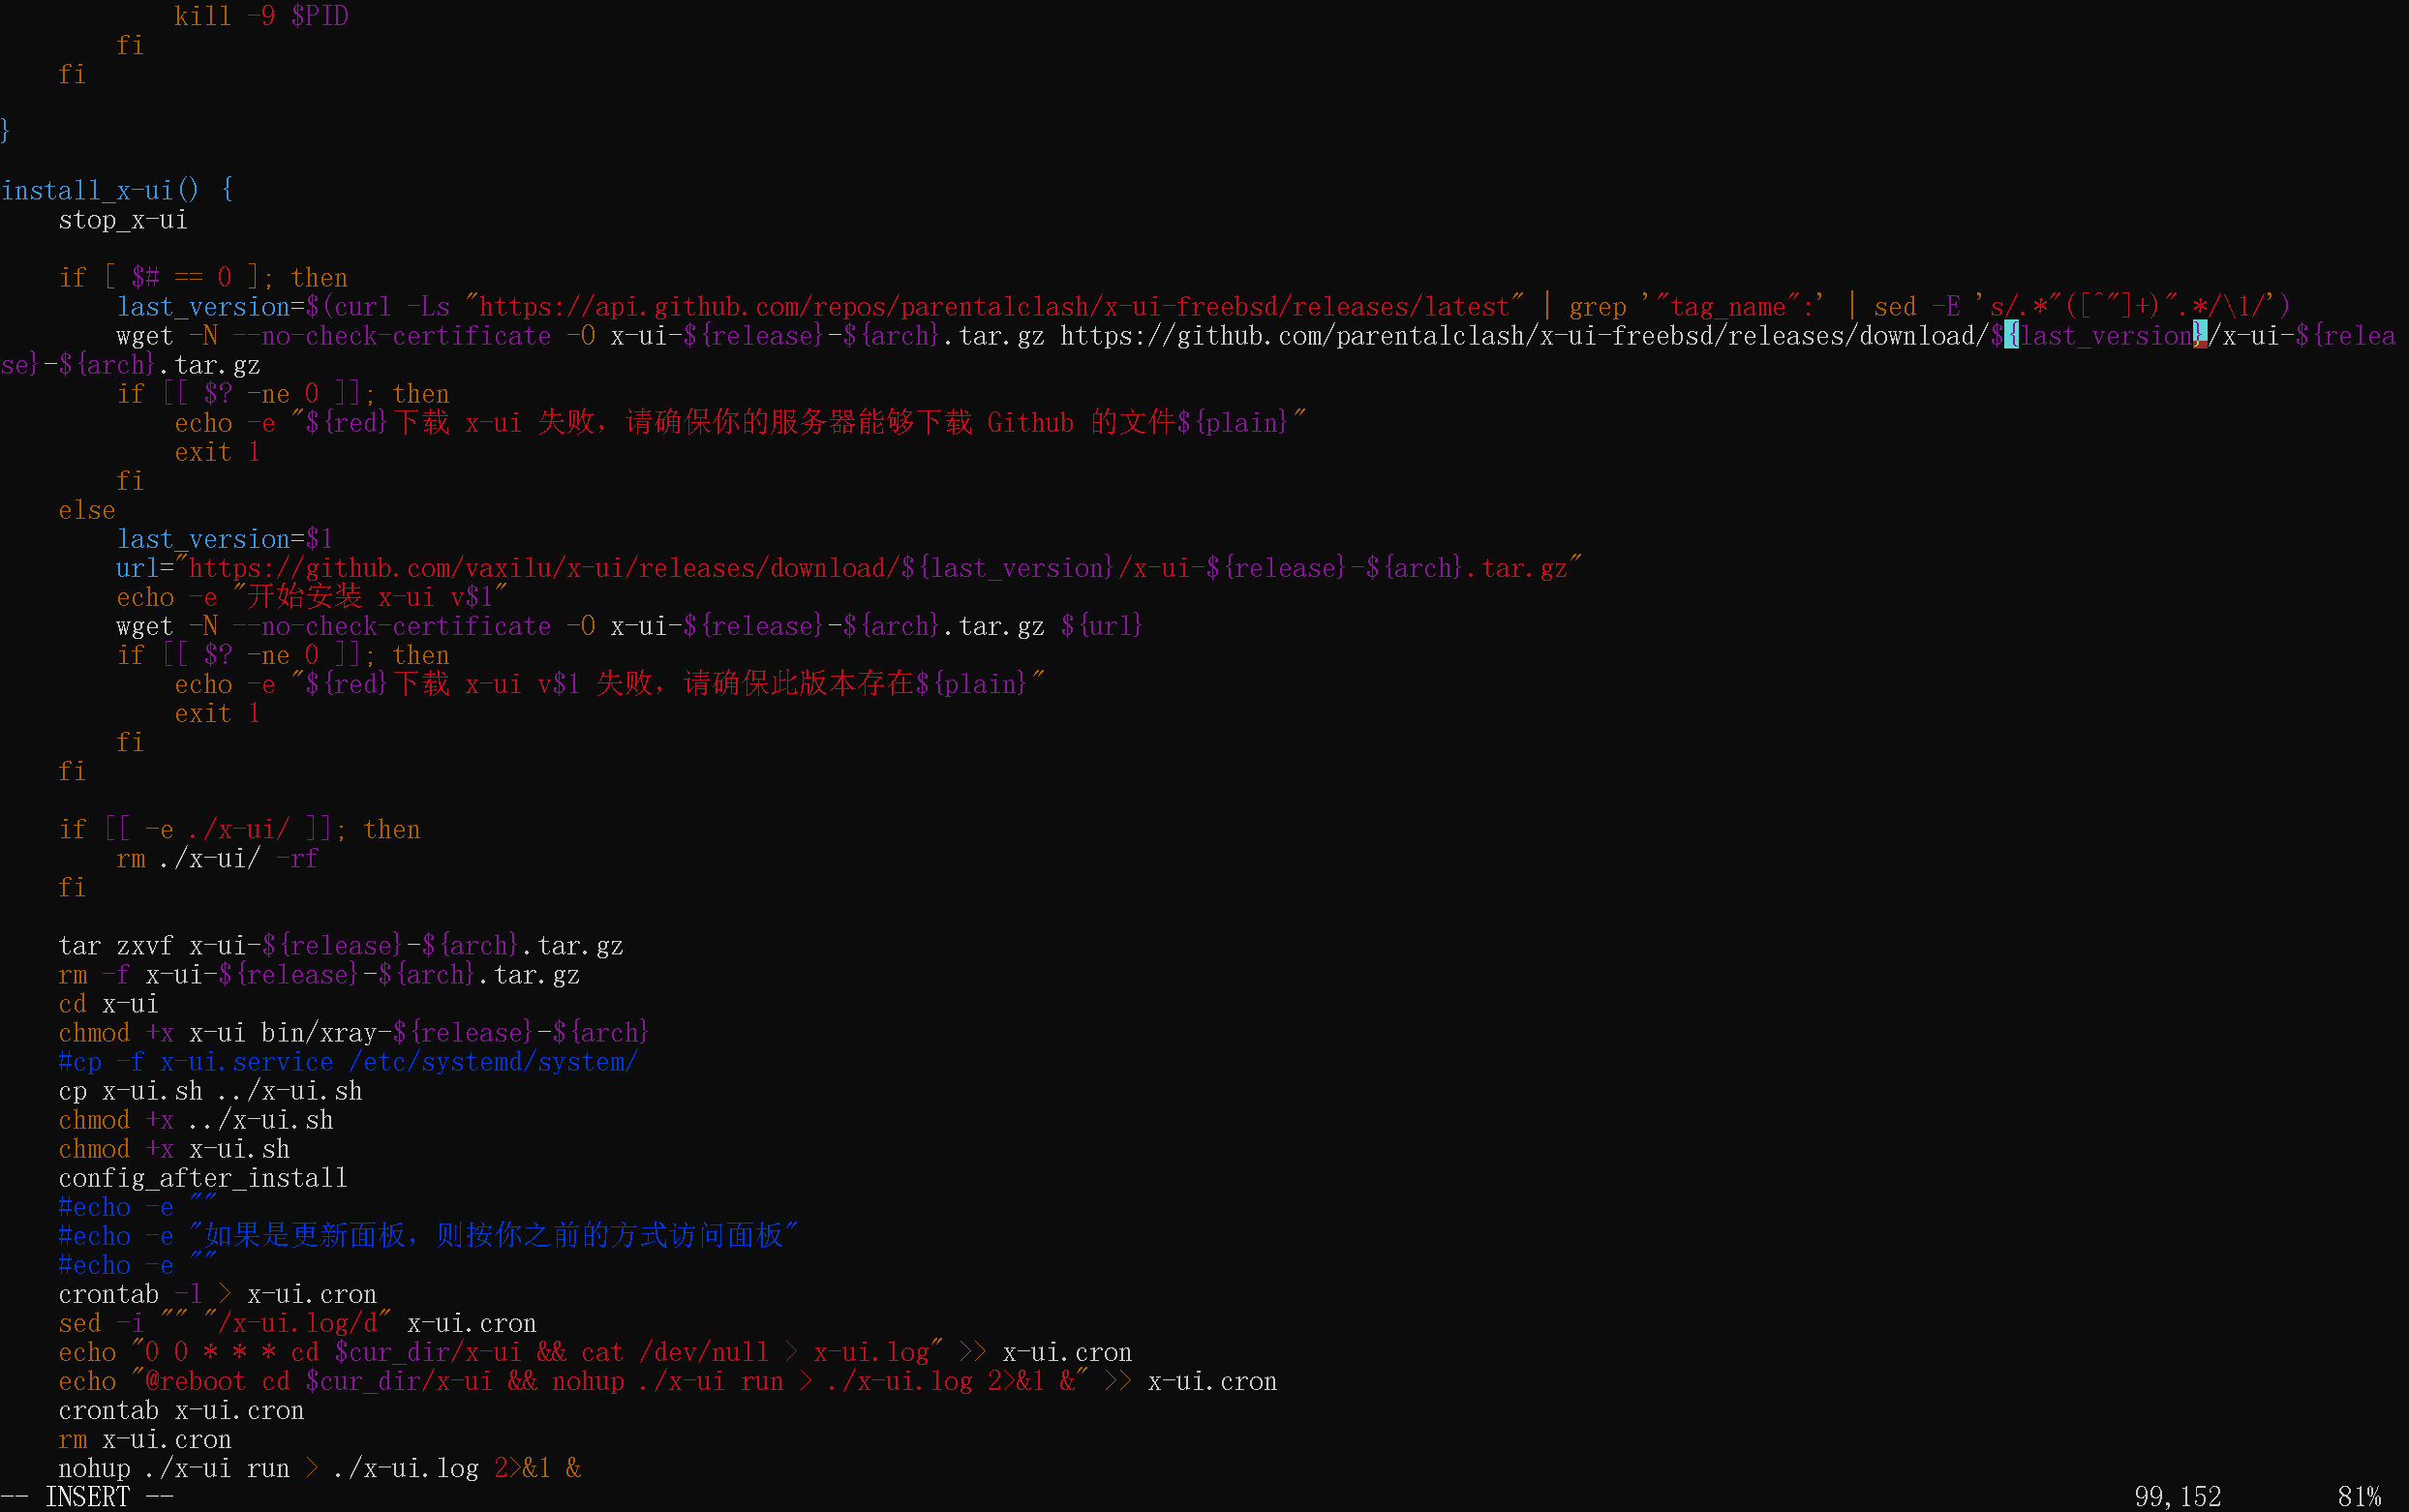 kill -9 $PID
        fi
    fi

}

install_x-ui() {
    stop_x-ui

    if [ $# == 0 ]; then
        last_version=$(curl -Ls "https://api.github.com/repos/parentalclash/x-ui-freebsd/releases/latest" | grep '"tag_name":' | sed -E 's/.*"([^"]+)".*/\1/')
        wget -N --no-check-certificate -O x-ui-${release}-${arch}.tar.gz https://github.com/parentalclash/x-ui-freebsd/releases/download/${last_version}/x-ui-${relea
se}-${arch}.tar.gz
        if [[ $? -ne 0 ]]; then
            echo -e "${red}下载 x-ui 失败，请确保你的服务器能够下载 Github 的文件${plain}"
            exit 1
        fi
    else
        last_version=$1
        url="https://github.com/vaxilu/x-ui/releases/download/${last_version}/x-ui-${release}-${arch}.tar.gz"
        echo -e "开始安装 x-ui v$1"
        wget -N --no-check-certificate -O x-ui-${release}-${arch}.tar.gz ${url}
        if [[ $? -ne 0 ]]; then
            echo -e "${red}下载 x-ui v$1 失败，请确保此版本存在${plain}"
            exit 1
        fi
    fi

    if [[ -e ./x-ui/ ]]; then
        rm ./x-ui/ -rf
    fi

    tar zxvf x-ui-${release}-${arch}.tar.gz
    rm -f x-ui-${release}-${arch}.tar.gz
    cd x-ui
    chmod +x x-ui bin/xray-${release}-${arch}
    #cp -f x-ui.service /etc/systemd/system/
    cp x-ui.sh ../x-ui.sh
    chmod +x ../x-ui.sh
    chmod +x x-ui.sh
    config_after_install
    #echo -e ""
    #echo -e "如果是更新面板，则按你之前的方式访问面板"
    #echo -e ""
    crontab -l > x-ui.cron
    sed -i "" "/x-ui.log/d" x-ui.cron
    echo "0 0 * * * cd $cur_dir/x-ui && cat /dev/null > x-ui.log" >> x-ui.cron
    echo "@reboot cd $cur_dir/x-ui && nohup ./x-ui run > ./x-ui.log 2>&1 &" >> x-ui.cron
    crontab x-ui.cron
    rm x-ui.cron
    nohup ./x-ui run > ./x-ui.log 2>&1 &
-- INSERT -- 99,152 81%